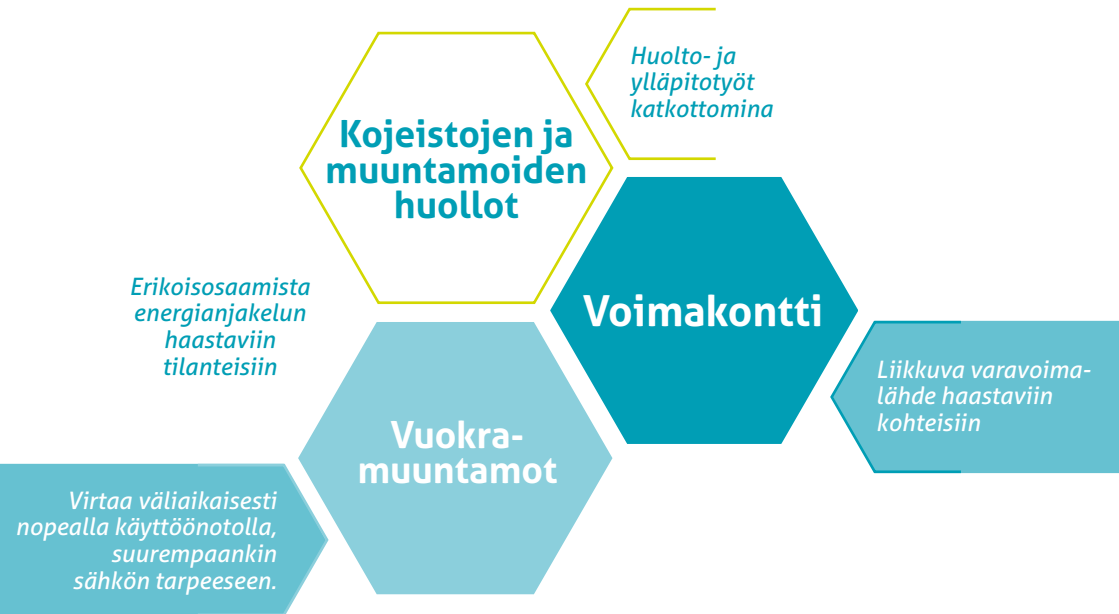 Huolto- ja
ylläpitotyöt
katkottomina
Kojeistojen ja
muuntamoiden
huollot
Erikoisosaamista
energianjakelun
haastaviin
tilanteisiin
Voimakontti
Liikkuva varavoima-
lähde haastaviin
kohteisiin
Vuokra-
muuntamot
Virtaa väliaikaisesti
nopealla käyttöönotolla,
suurempaankin
sähkön tarpeeseen.